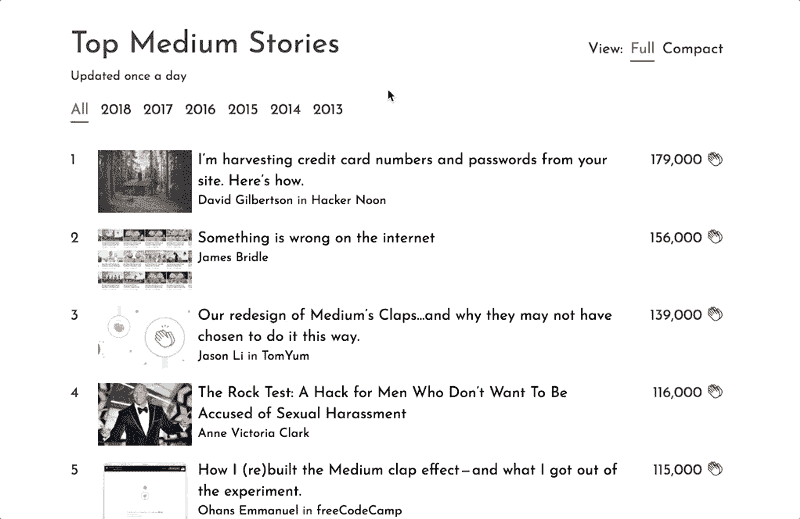 Top Medium Stories
View: Full Compact
Updated once a day
All 2018 2017 2016 2015 2014 2013
1
I'm harvesting credit card numbers and passwords from your
site. Here's how.
David Gilbertson in Hacker Noon
179,000
2
Something is wrong on the internet
James Bridle
156,000
3
Our redesign of Medium's Claps...and why they may not have
chosen to do it this way.
Jason Li in TomYum
139,000
4
The Rock Test: A Hack for Men Who Don't Want To Be
Accused of Sexual Harassment
Anne Victoria Clark
116,000
5
How I (re)built the Medium clap effect—and what I got out of
the experiment.
Ohans Emmanuel in freeCodeCamp
115,000